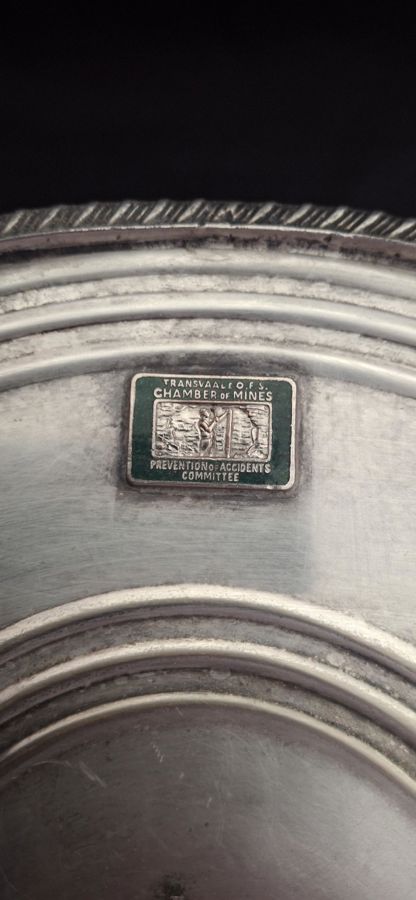 TRANSVAAL & O.F.S.
CHAMBER OF MINES
PREVENTION OF ACCIDENTS
COMMITTEE